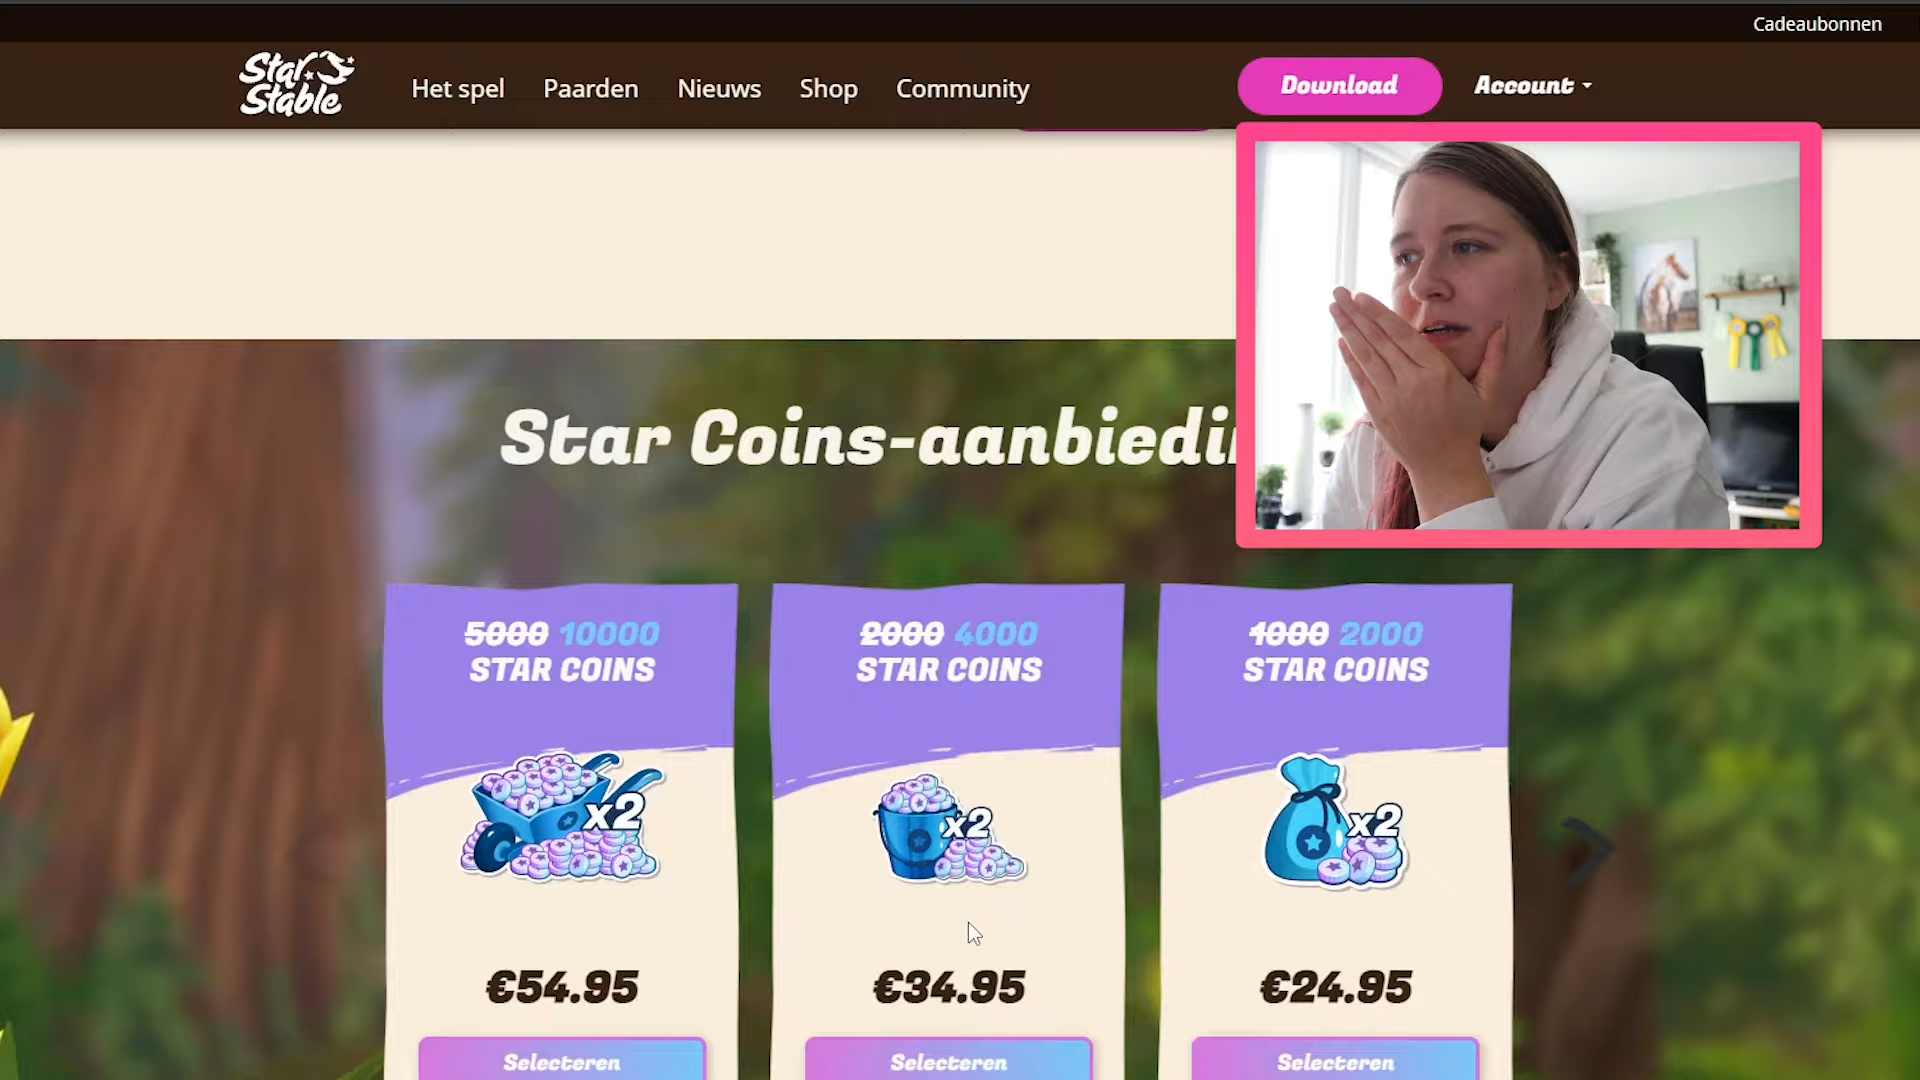 Cadeaubonnen
Star Stable
Het spel
Paarden
Nieuws
Shop
Community
Download
Account
Star Coins-aanbiedi
5000 10000
STAR COINS
x2
€54.95
Selecteren
2000 4000
STAR COINS
x2
€34.95
Selecteren
1000 2000
STAR COINS
x2
€24.95
Selecteren